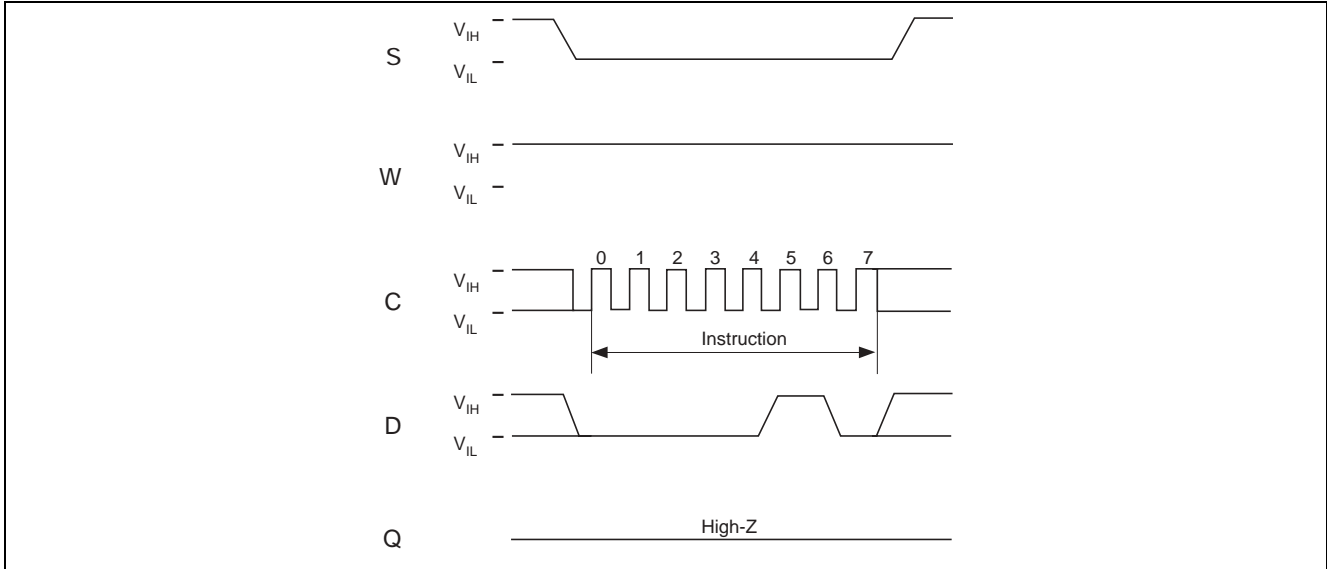 S
V_IH
V_IL
W
V_IH
V_IL
C
V_IH
V_IL
0 1 2 3 4 5 6 7
Instruction
D
V_IH
V_IL
Q
High-Z